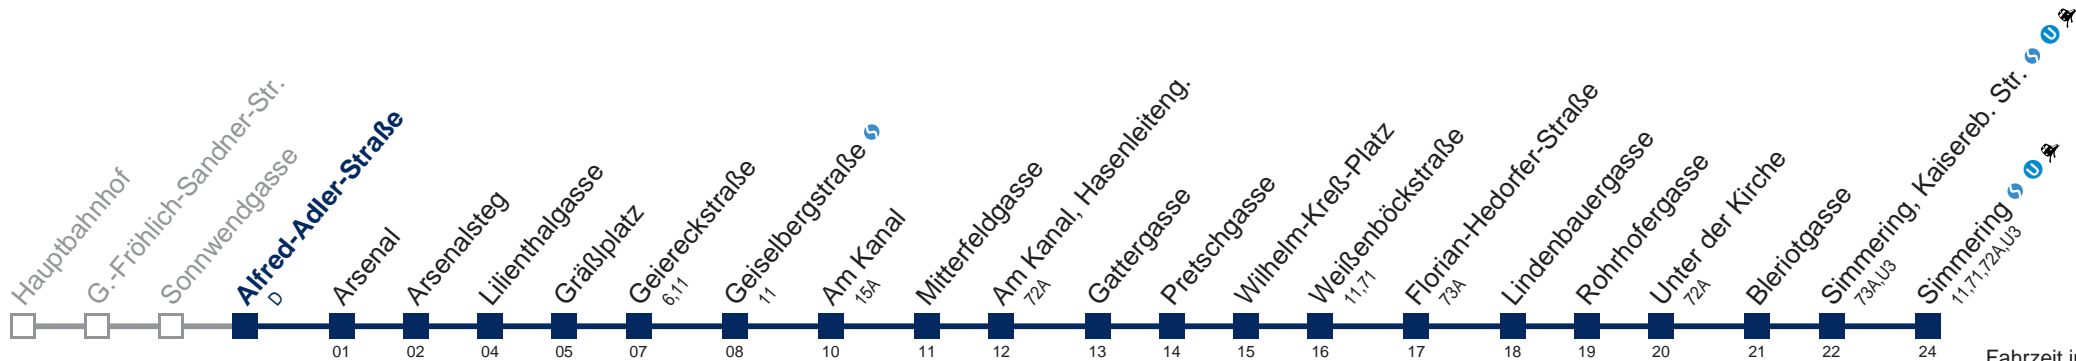 Hauptbahnhof
G.-Fröhlich-Sandner-Str.
Sonnwendgasse
Alfred-Adler-Straße
D
Arsenal
Arsenalsteg
Lilienthalgasse
Gräßlplatz
Geiereckstraße
6,11
Geiselbergstraße
11
Am Kanal
15A
Mitterfeldgasse
Am Kanal, Hasenleiteng.
72A
Gattergasse
Pretschgasse
Wilhelm-Kreß-Platz
Weißenböckstraße
11,71
Florian-Hedorfer-Straße
73A
Lindenbauergasse
Rohrhofergasse
Unter der Kirche
72A
Bleriotgasse
Simmering, Kaisereb. Str. S U
73A,U3
Simmering S U
11,71,72A,U3
01 02 04 05 07 08 10 11 12 13 14 15 16 17 18 19 20 21 22 24
Fahrzeit